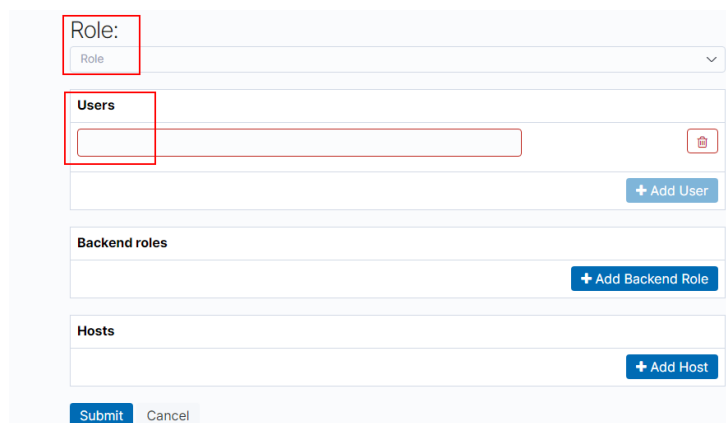 Role:
Role
Users
+ Add User
Backend roles
+ Add Backend Role
Hosts
+ Add Host
Submit Cancel